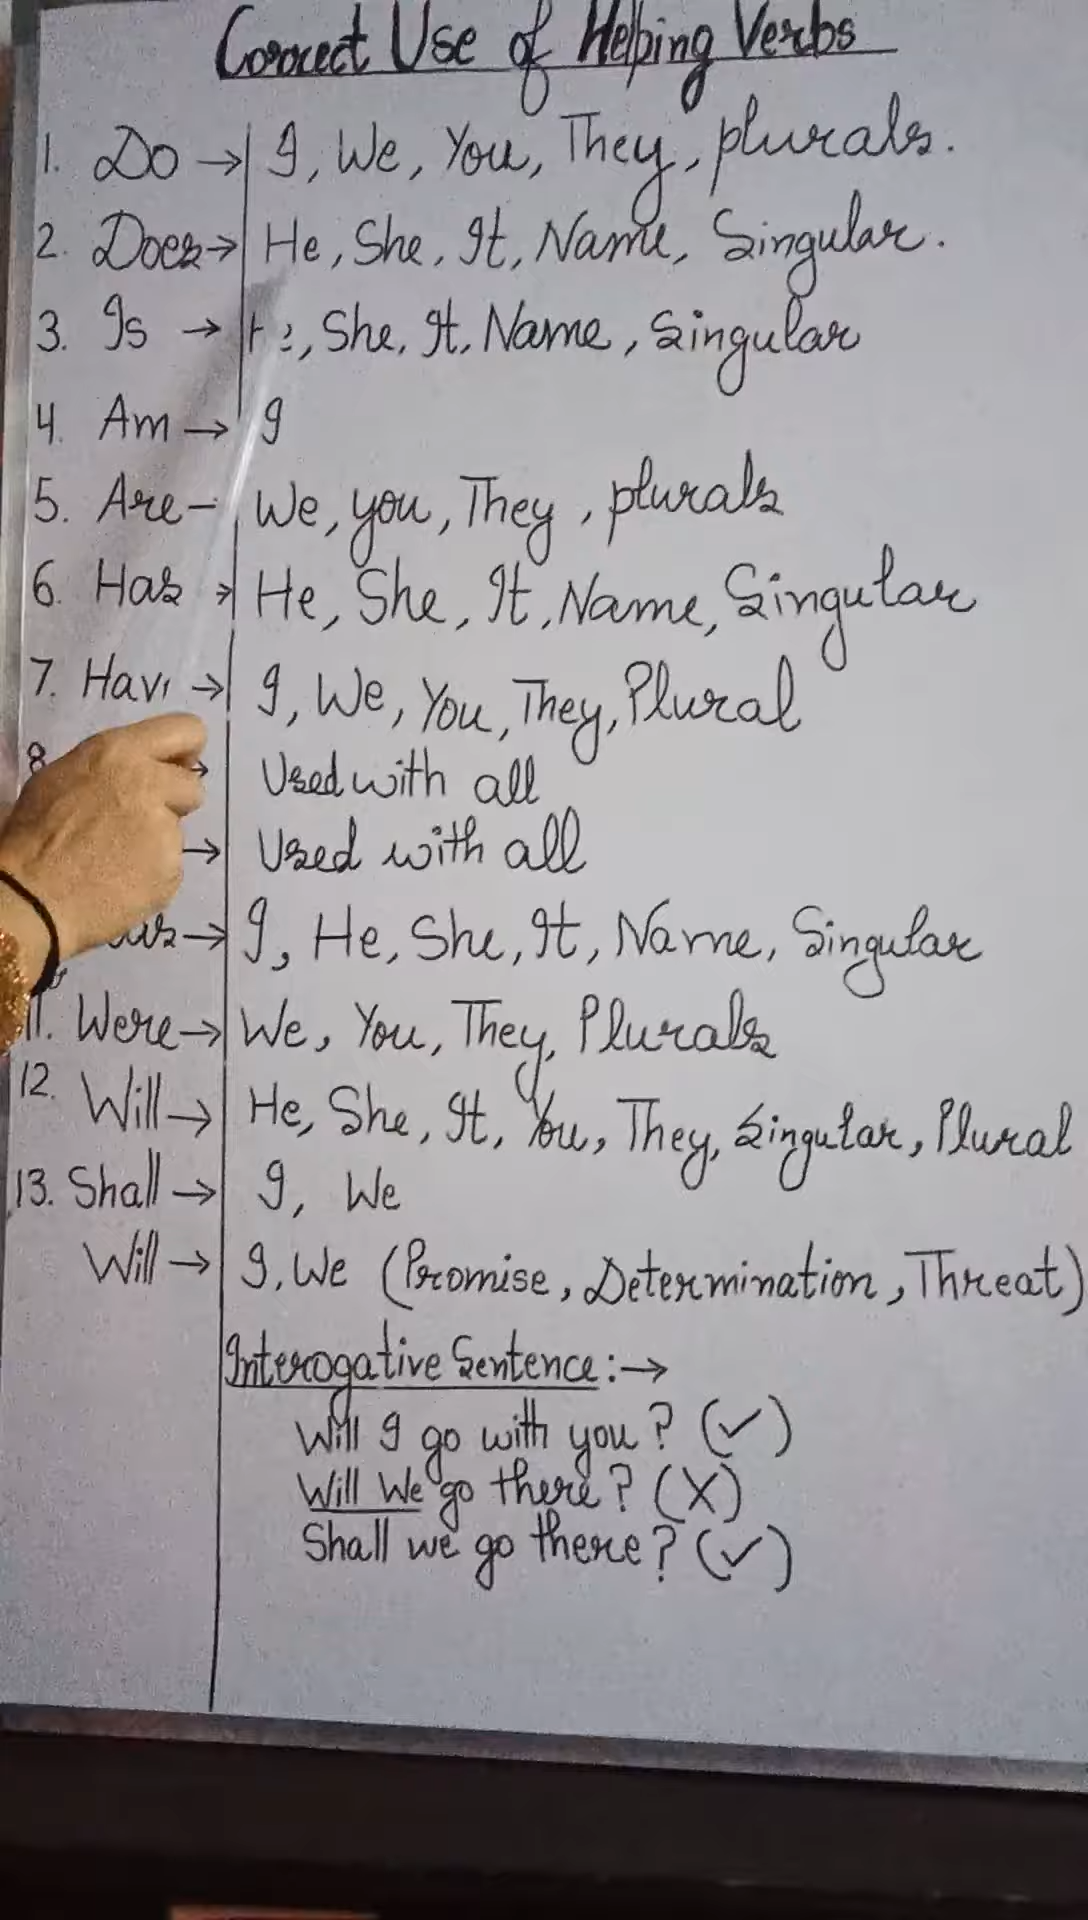 Correct Use of Helping Verbs
1. Do → I, We, You, They, plurals.
2. Does → He, She, It, Name, Singular.
3. Is → She, It, Name, Singular
4. Am → I
5. Are – We, you, They, plurals
6. Has → He, She, It, Name, Singular
7. Hav → I, We, You, They, Plural
8 → Used with all
→ Used with all
→ I, He, She, It, Name, Singular
11. Were → We, You, They, Plurals
12. Will → He, She, It, You, They, Singular, Plural
13. Shall → I, We
Will → I, We (Promise, Determination, Threat)
Interogative Sentence :→
Will I go with you? (✓)
Will We go there? (X)
Shall we go there? (✓)